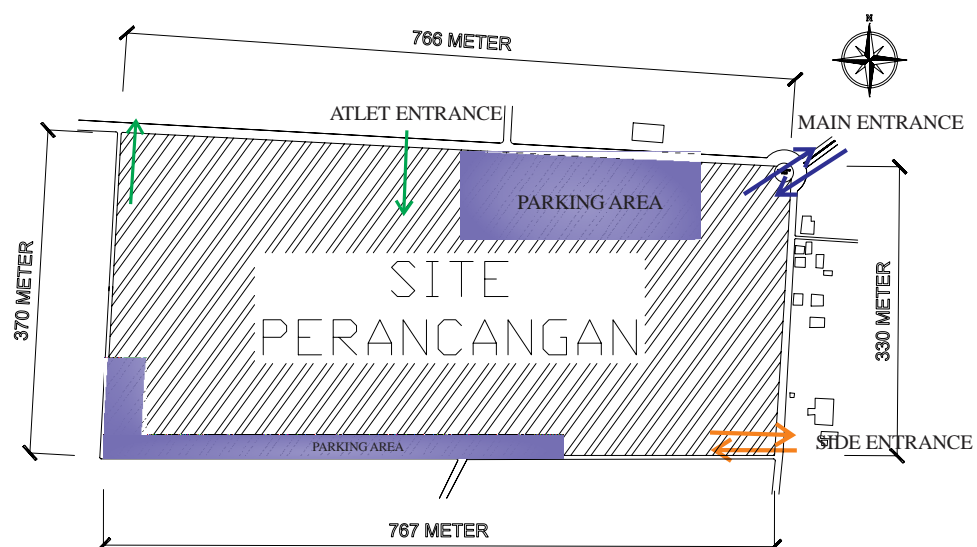 N
766 METER
ATLET ENTRANCE
MAIN ENTRANCE
PARKING AREA
SITE
PERANCANGAN
370 METER
330 METER
PARKING AREA
SIDE ENTRANCE
767 METER